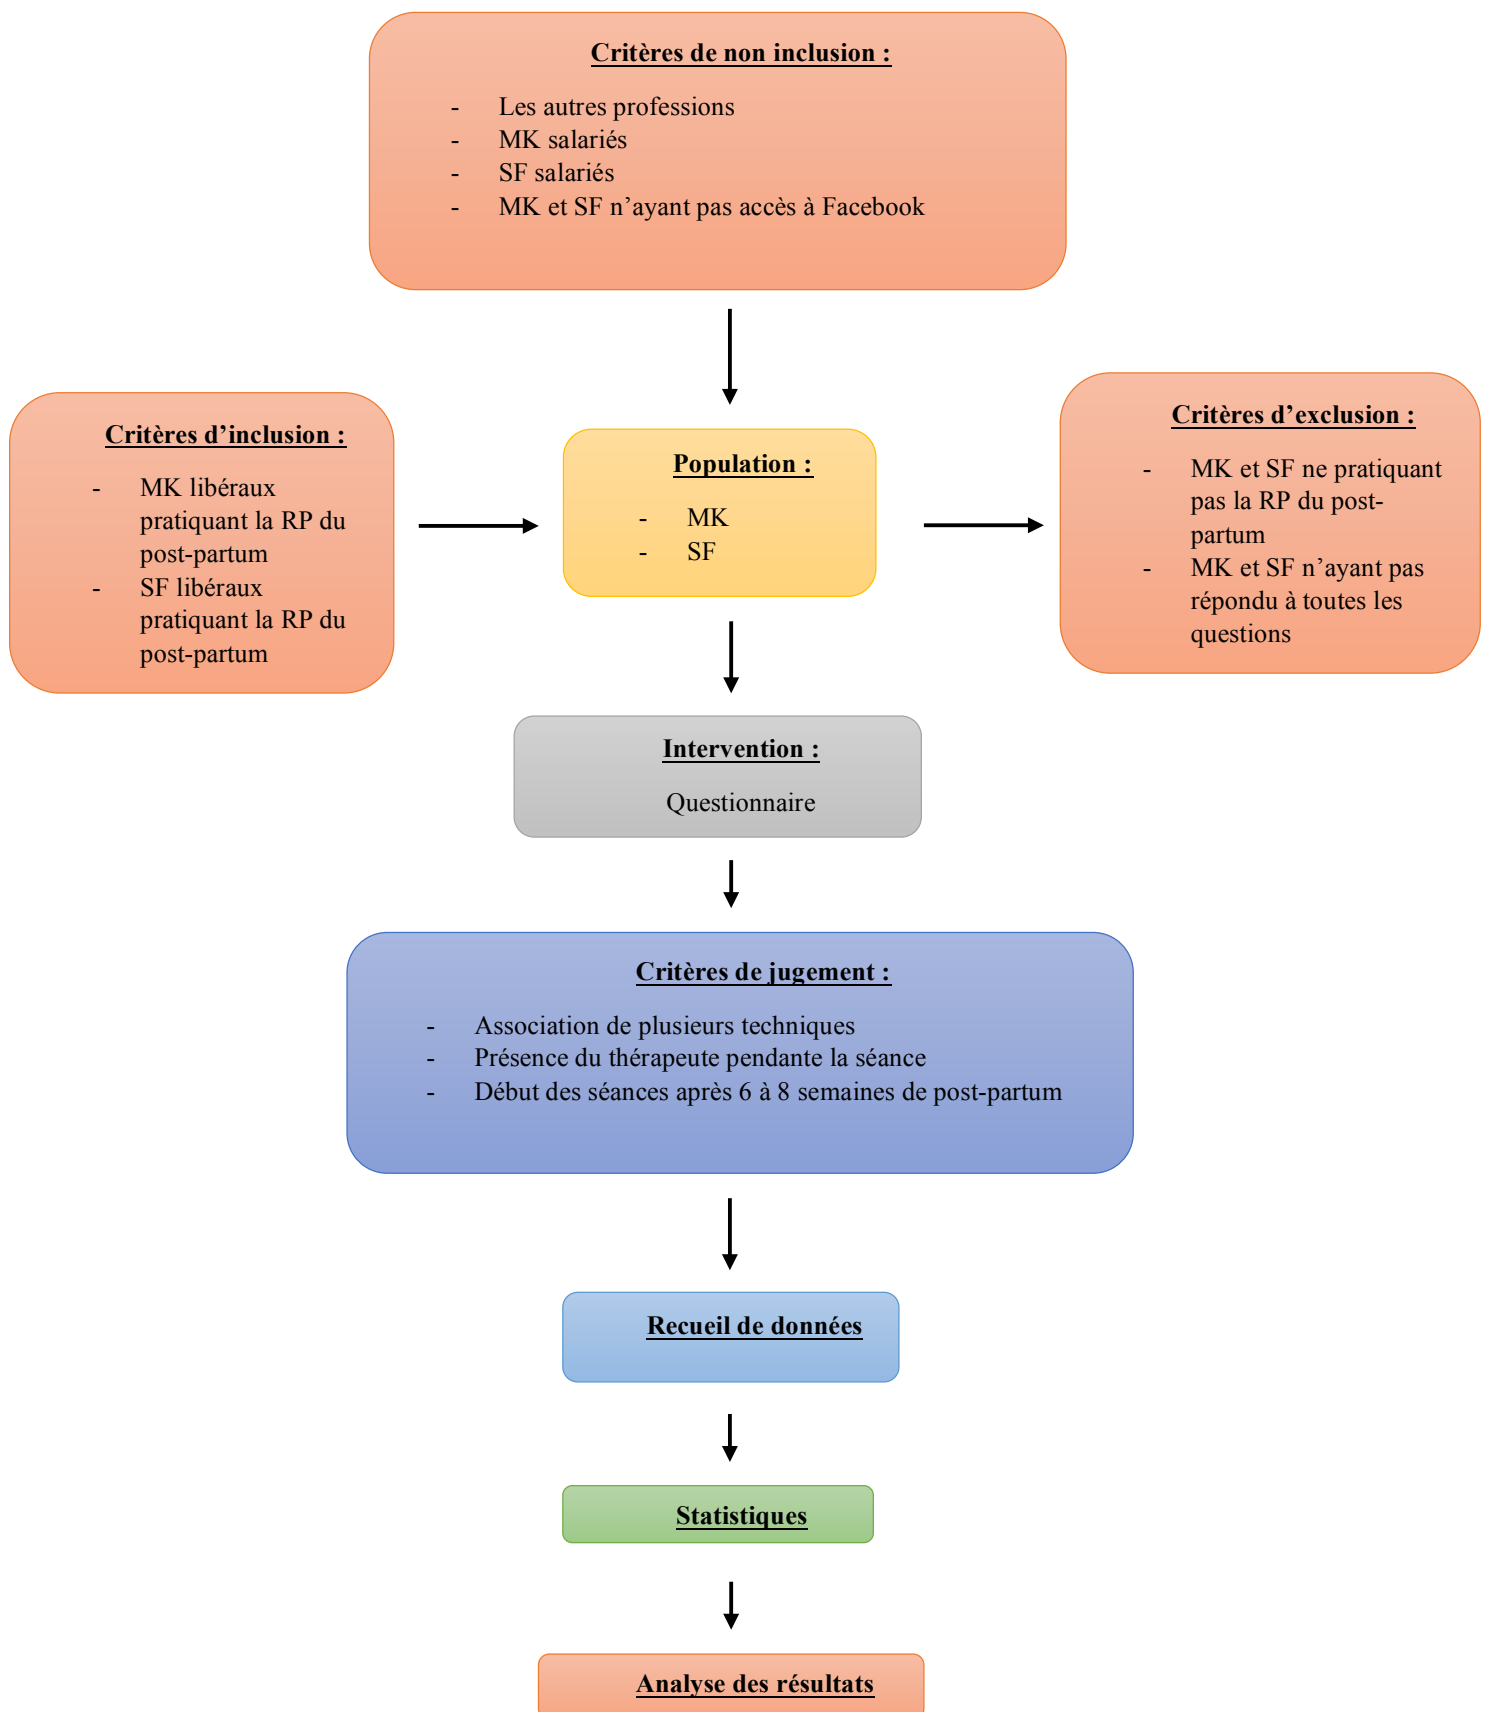 Critères de non inclusion :
- Les autres professions
- MK salariés
- SF salariés
- MK et SF n’ayant pas accès à Facebook
Critères d’inclusion :
- MK libéraux
pratiquant la RP du
post-partum
- SF libéraux
pratiquant la RP du
post-partum
Population :
- MK
- SF
Critères d’exclusion :
- MK et SF ne pratiquant
pas la RP du post-
partum
- MK et SF n’ayant pas
répondu à toutes les
questions
Intervention :
Questionnaire
Critères de jugement :
- Association de plusieurs techniques
- Présence du thérapeute pendante la séance
- Début des séances après 6 à 8 semaines de post-partum
Recueil de données
Statistiques
Analyse des résultats